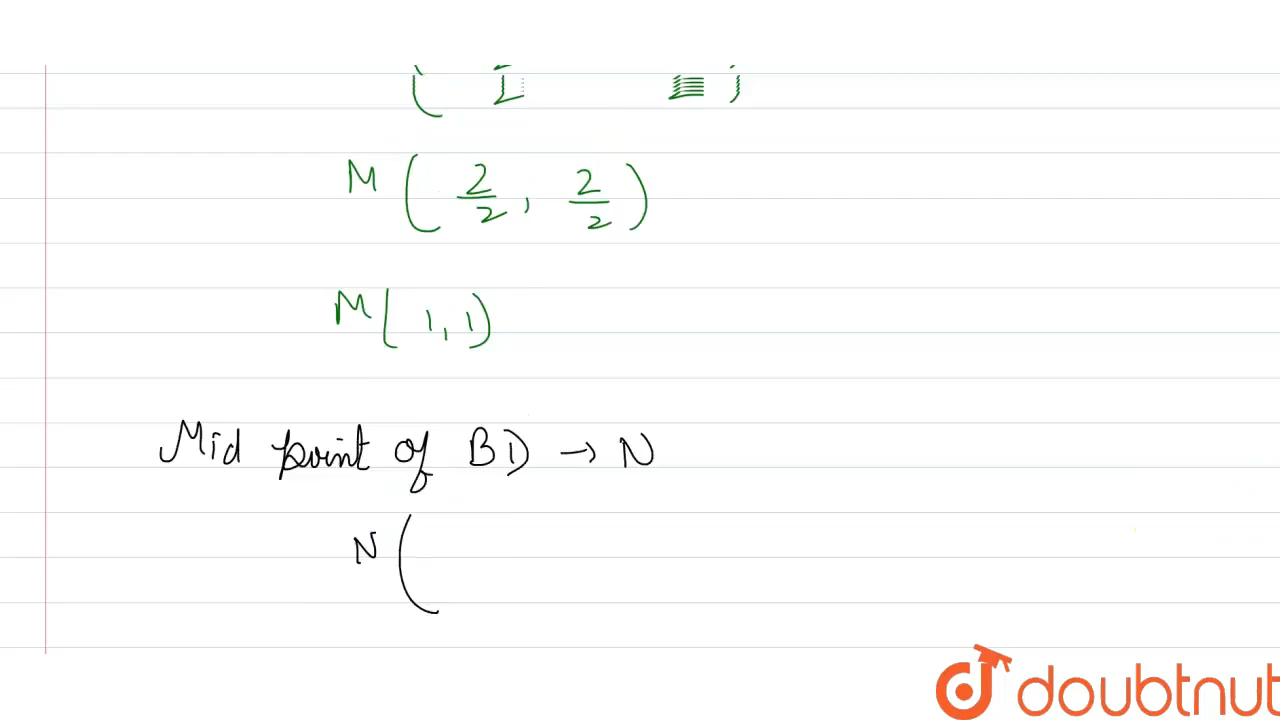 M ( 2/2 , 2/2 )
M ( 1 , 1 )
Mid point of BD → N
N (
doubtnut